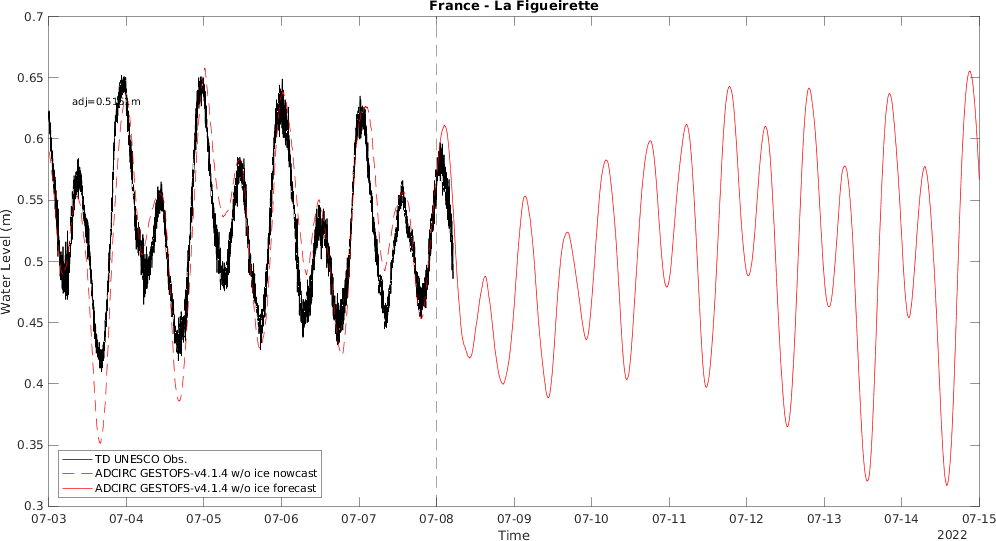 France - La Figueirette
0.7
0.65
0.6
0.55
0.5
0.45
0.4
0.35
0.3
Water Level (m)
TD UNESCO Obs.
ADCIRC GESTOFS-v4.1.4 w/o ice nowcast
ADCIRC GESTOFS-v4.1.4 w/o ice forecast
07-03 07-04 07-05 07-06 07-07 07-08 07-09 07-10 07-11 07-12 07-13 07-14 07-15
Time
2022